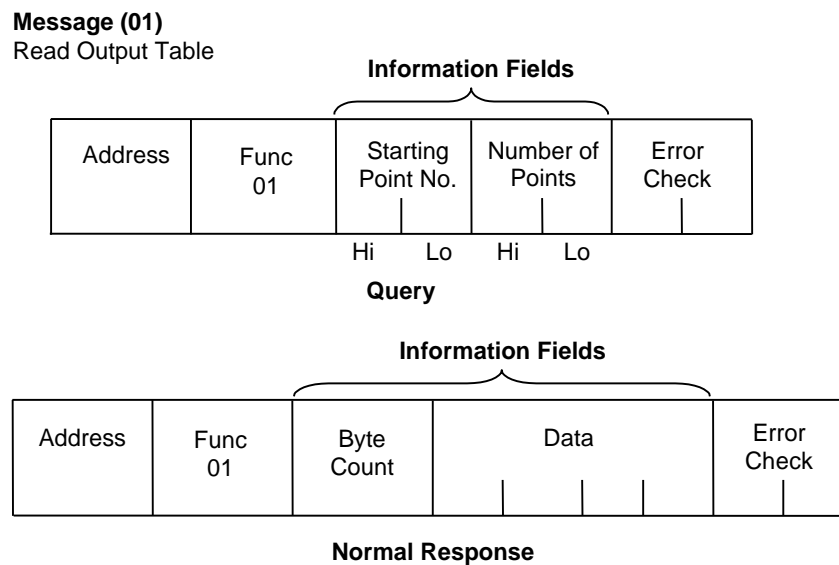 Message (01)
Read Output Table
Information Fields
Address
Func
01
Starting
Point No.
Number of
Points
Error
Check
Hi Lo Hi Lo
Query
Information Fields
Address
Func
01
Byte
Count
Data
Error
Check
Normal Response